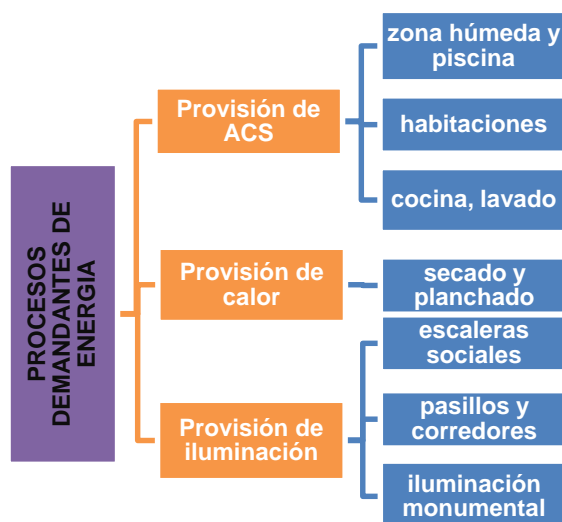 PROCESOS
DEMANDANTES DE
ENERGIA
Provisión de
ACS
zona húmeda y
piscina
habitaciones
cocina, lavado
Provisión de
calor
secado y
planchado
Provisión de
iluminación
escaleras
sociales
pasillos y
corredores
iluminación
monumental